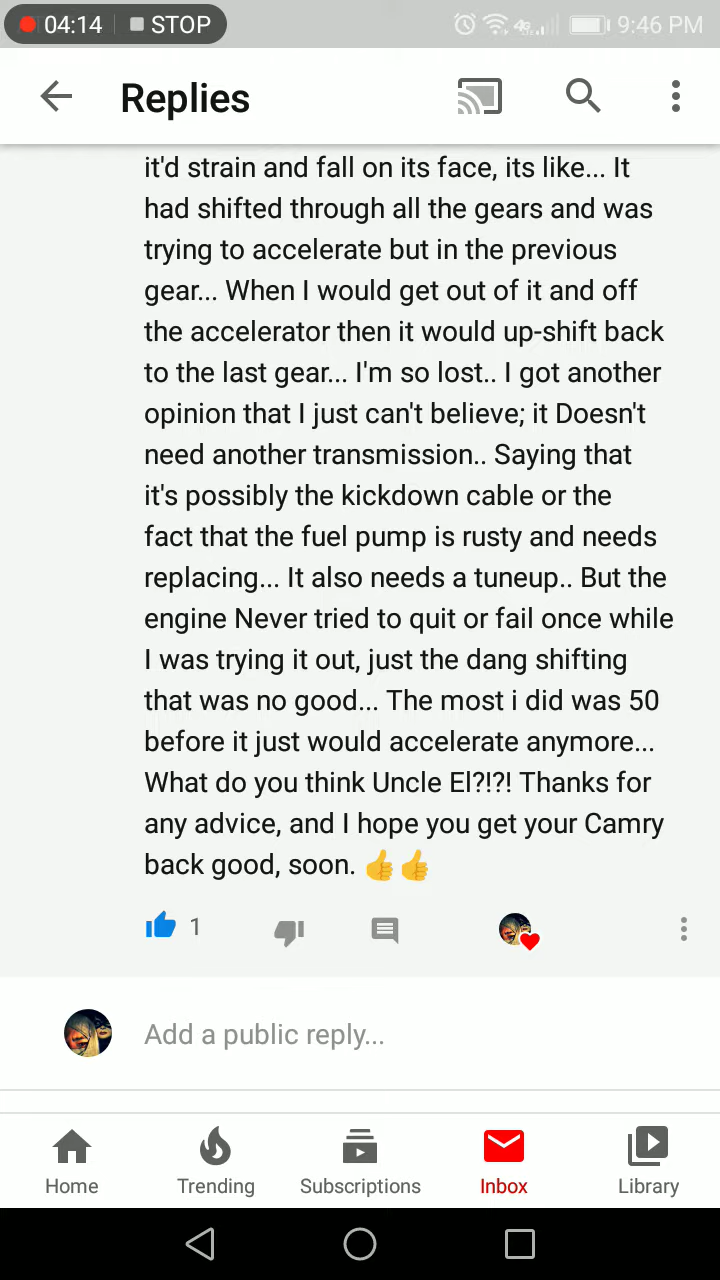 04:14 STOP 4G 9:46 PM
Replies
it'd strain and fall on its face, its like... It
had shifted through all the gears and was
trying to accelerate but in the previous
gear... When I would get out of it and off
the accelerator then it would up-shift back
to the last gear... I'm so lost.. I got another
opinion that I just can't believe; it Doesn't
need another transmission.. Saying that
it's possibly the kickdown cable or the
fact that the fuel pump is rusty and needs
replacing... It also needs a tuneup.. But the
engine Never tried to quit or fail once while
I was trying it out, just the dang shifting
that was no good... The most i did was 50
before it just would accelerate anymore...
What do you think Uncle El?!?! Thanks for
any advice, and I hope you get your Camry
back good, soon. 👍👍
1
Add a public reply...
Home Trending Subscriptions Inbox Library